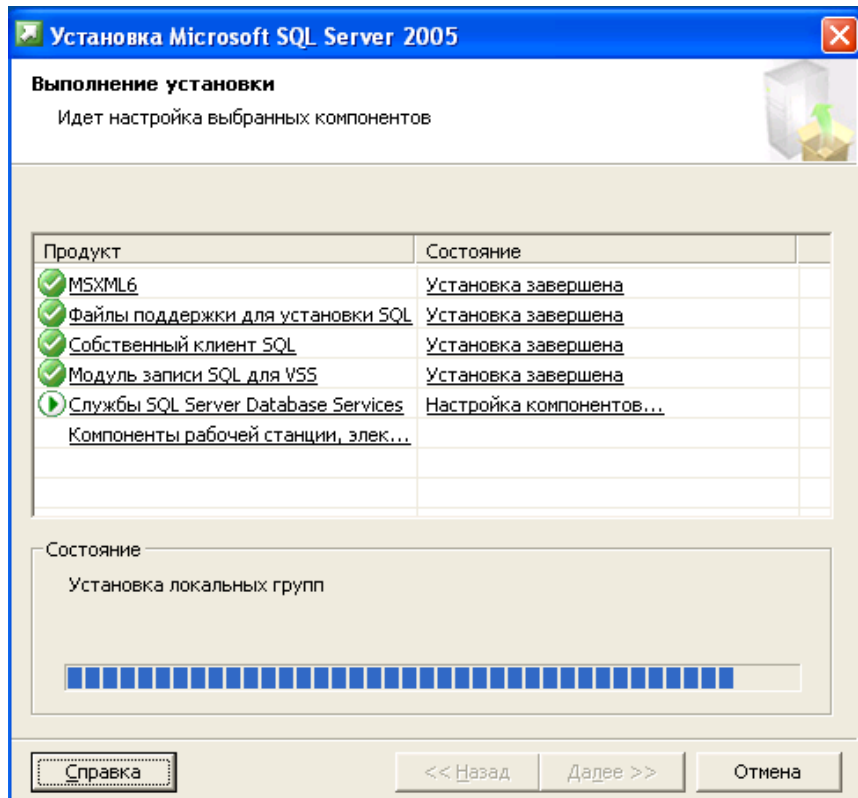 Установка Microsoft SQL Server 2005
Выполнение установки
Идет настройка выбранных компонентов
Продукт Состояние
MSXML6 Установка завершена
Файлы поддержки для установки SQL Установка завершена
Собственный клиент SQL Установка завершена
Модуль записи SQL для VSS Установка завершена
Службы SQL Server Database Services Настройка компонентов...
Компоненты рабочей станции, элек...
Состояние
Установка локальных групп
Справка << Назад Далее >> Отмена